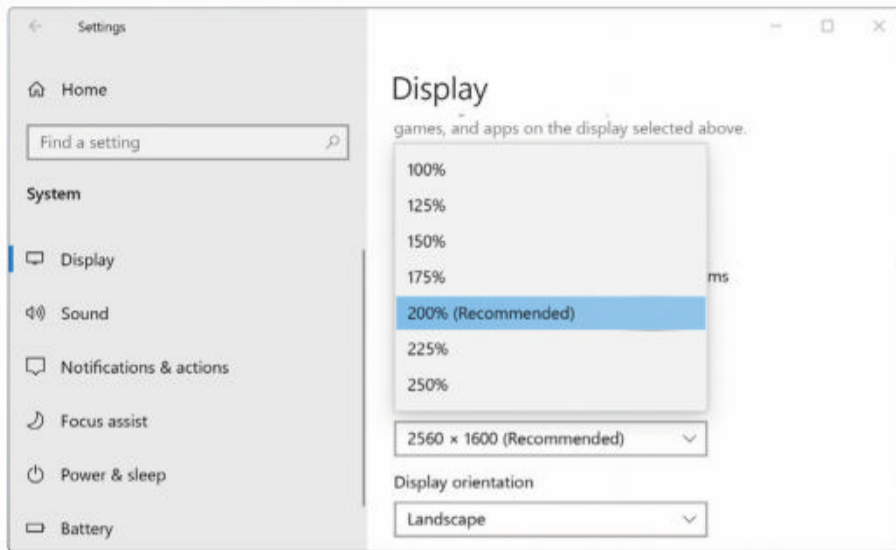 Settings
Home
Find a setting
System
Display
Sound
Notifications & actions
Focus assist
Power & sleep
Battery
Display
games, and apps on the display selected above.
100%
125%
150%
175%
ms
200% (Recommended)
225%
250%
2560 × 1600 (Recommended)
Display orientation
Landscape